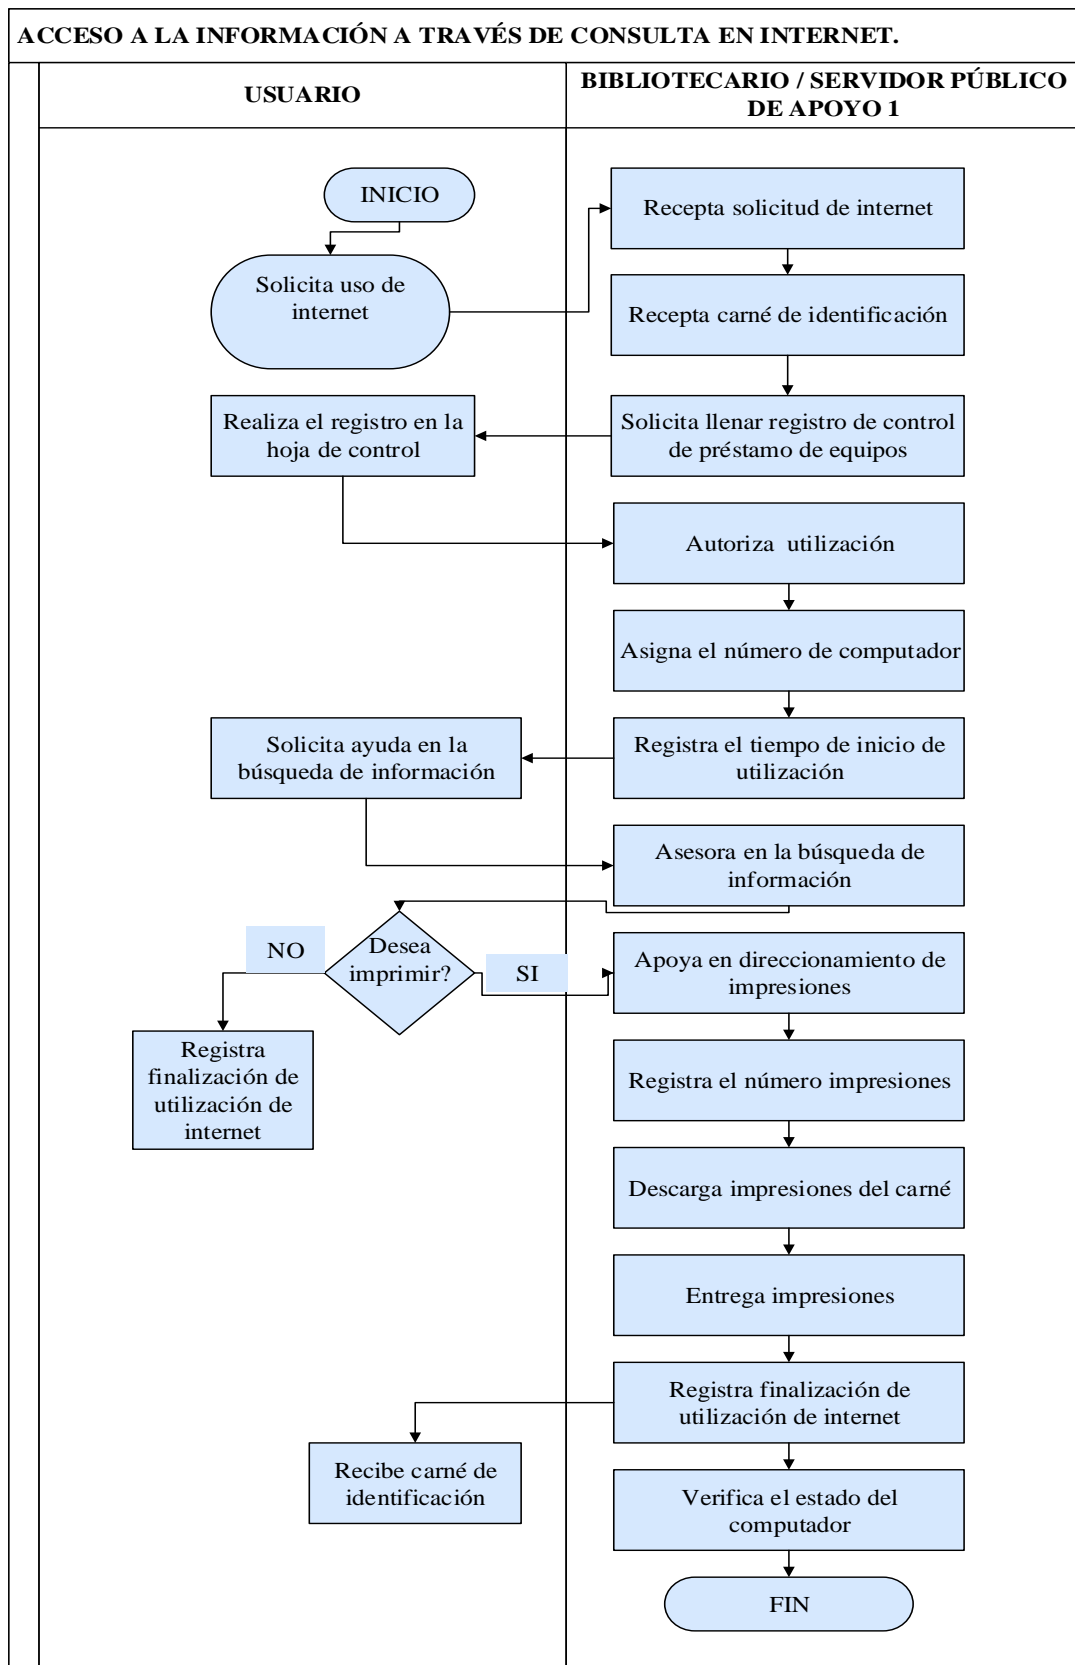 ACCESO A LA INFORMACIÓN A TRAVÉS DE CONSULTA EN INTERNET.
USUARIO
BIBLIOTECARIO / SERVIDOR PÚBLICO
DE APOYO 1
INICIO
Recepta solicitud de internet
Solicita uso de
internet
Recepta carné de identificación
Solicita llenar registro de control
de préstamo de equipos
Realiza el registro en la
hoja de control
Autoriza utilización
Asigna el número de computador
Registra el tiempo de inicio de
utilización
Solicita ayuda en la
búsqueda de información
Asesora en la búsqueda de
información
Desea
imprimir?
NO
SI
Apoya en direccionamiento de
impresiones
Registra
finalización de
utilización de
internet
Registra el número impresiones
Descarga impresiones del carné
Entrega impresiones
Registra finalización de
utilización de internet
Recibe carné de
identificación
Verifica el estado del
computador
FIN